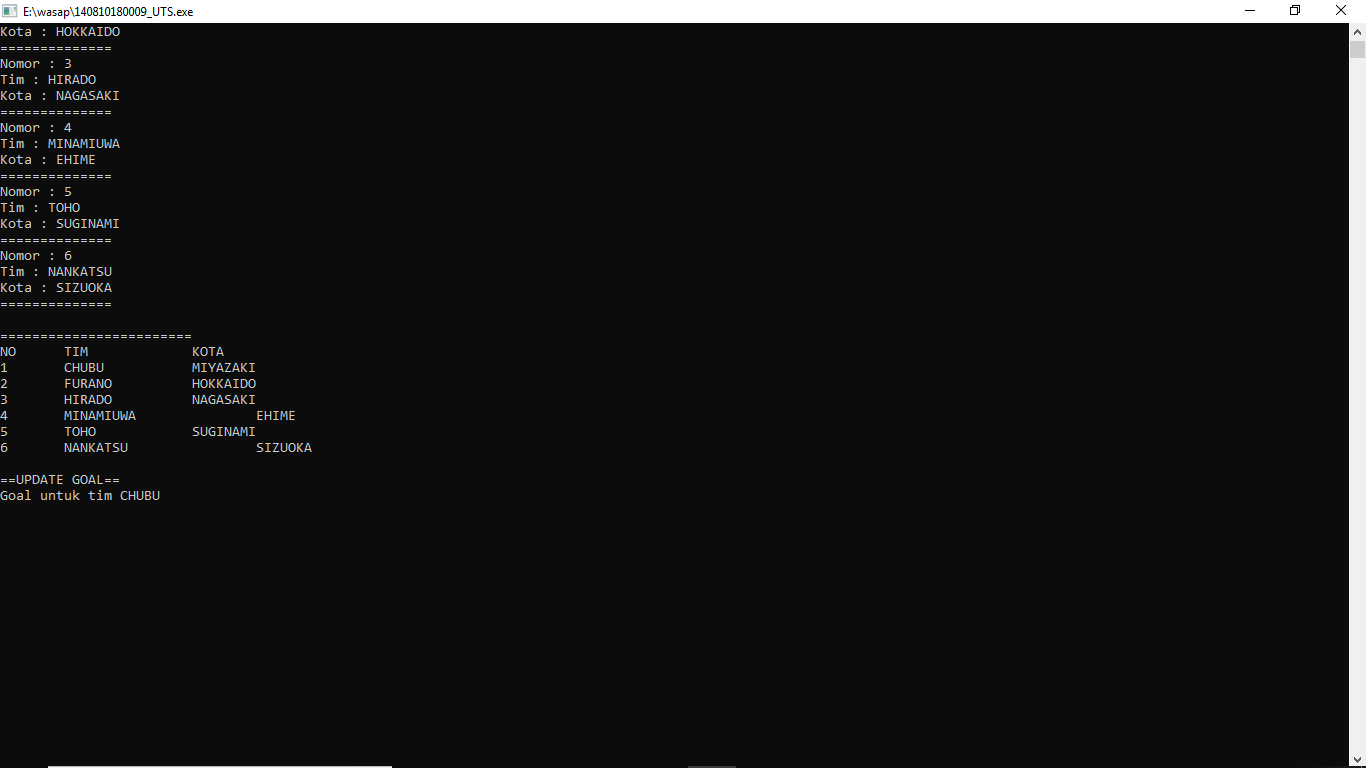 E:\wasap\140810180009_UTS.exe
Kota : HOKKAIDO
==============
Nomor : 3
Tim : HIRADO
Kota : NAGASAKI
==============
Nomor : 4
Tim : MINAMIUWA
Kota : EHIME
==============
Nomor : 5
Tim : TOHO
Kota : SUGINAMI
==============
Nomor : 6
Tim : NANKATSU
Kota : SIZUOKA
==============
========================
NO TIM KOTA
1 CHUBU MIYAZAKI
2 FURANO HOKKAIDO
3 HIRADO NAGASAKI
4 MINAMIUWA EHIME
5 TOHO SUGINAMI
6 NANKATSU SIZUOKA
==UPDATE GOAL==
Goal untuk tim CHUBU